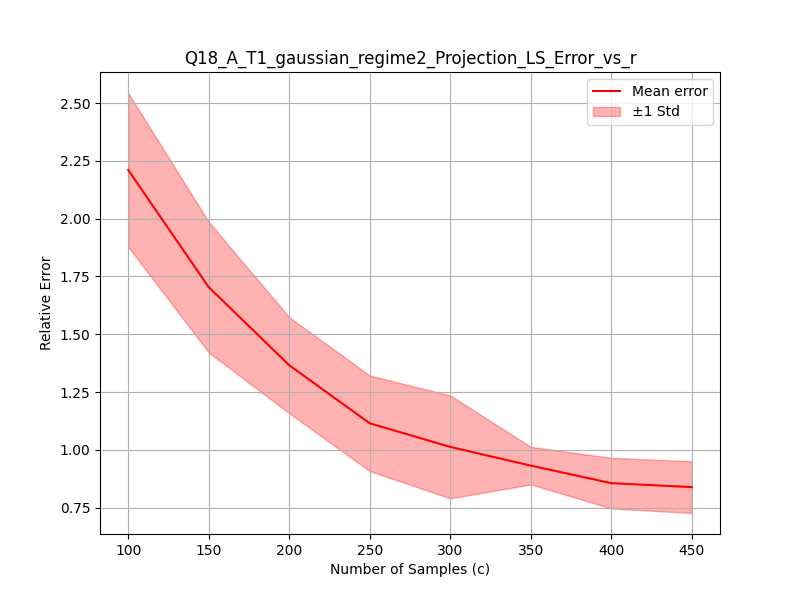 Q18_A_T1_gaussian_regime2_Projection_LS_Error_vs_r
Mean error
±1 Std
2.50
2.25
2.00
1.75
1.50
1.25
1.00
0.75
Relative Error
100 150 200 250 300 350 400 450
Number of Samples (c)